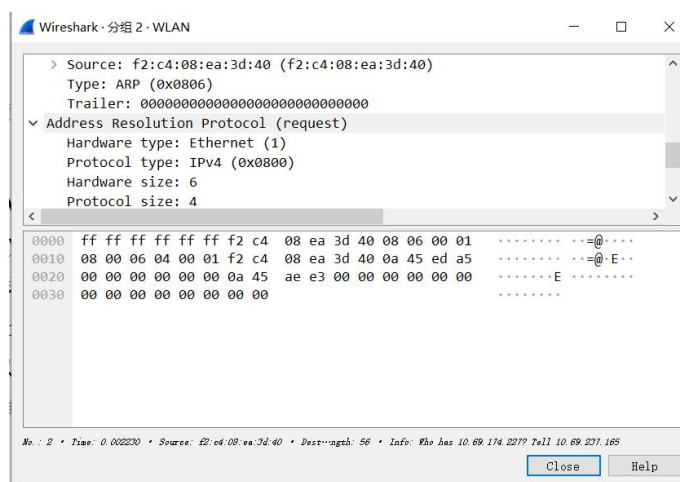 Wireshark · 分组 2 · WLAN
> Source: f2:c4:08:ea:3d:40 (f2:c4:08:ea:3d:40)
Type: ARP (0x0806)
Trailer: 0000000000000000000000000000
Address Resolution Protocol (request)
Hardware type: Ethernet (1)
Protocol type: IPv4 (0x0800)
Hardware size: 6
Protocol size: 4
0000 ff ff ff ff ff ff f2 c4 08 ea 3d 40 08 06 00 01 ········ ··=@····
0010 08 00 06 04 00 01 f2 c4 08 ea 3d 40 0a 45 ed a5 ········ ··=@·E··
0020 00 00 00 00 00 00 0a 45 ae e3 00 00 00 00 00 00 ·······E ········
0030 00 00 00 00 00 00 00 00 ········
No.: 2 · Time: 0.002230 · Source: f2:c4:08:ea:3d:40 · Dest···ngth: 56 · Info: Who has 10.69.174.227? Tell 10.69.237.165
Close Help